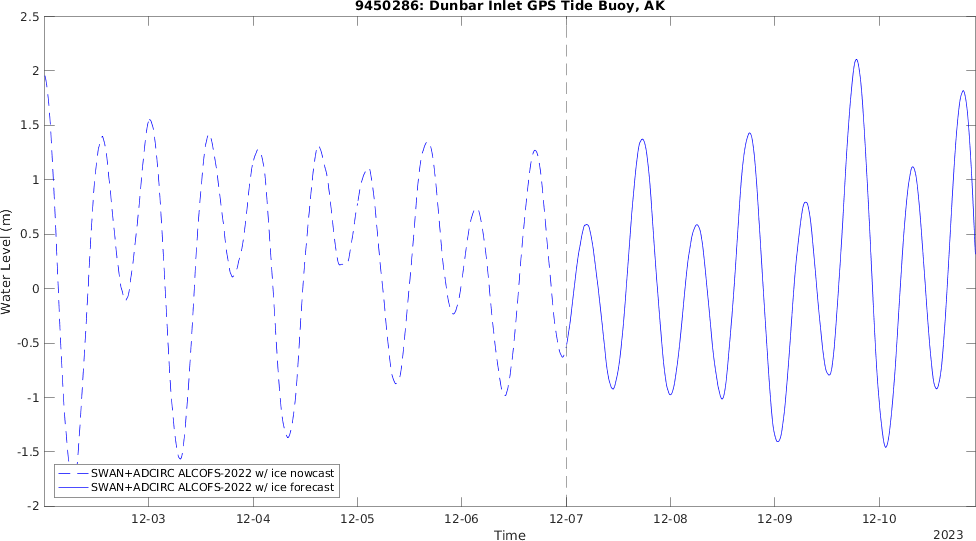 9450286: Dunbar Inlet GPS Tide Buoy, AK
2.5
2
1.5
1
0.5
0
-0.5
-1
-1.5
-2
Water Level (m)
SWAN+ADCIRC ALCOFS-2022 w/ ice nowcast
SWAN+ADCIRC ALCOFS-2022 w/ ice forecast
12-03 12-04 12-05 12-06 12-07 12-08 12-09 12-10
Time
2023